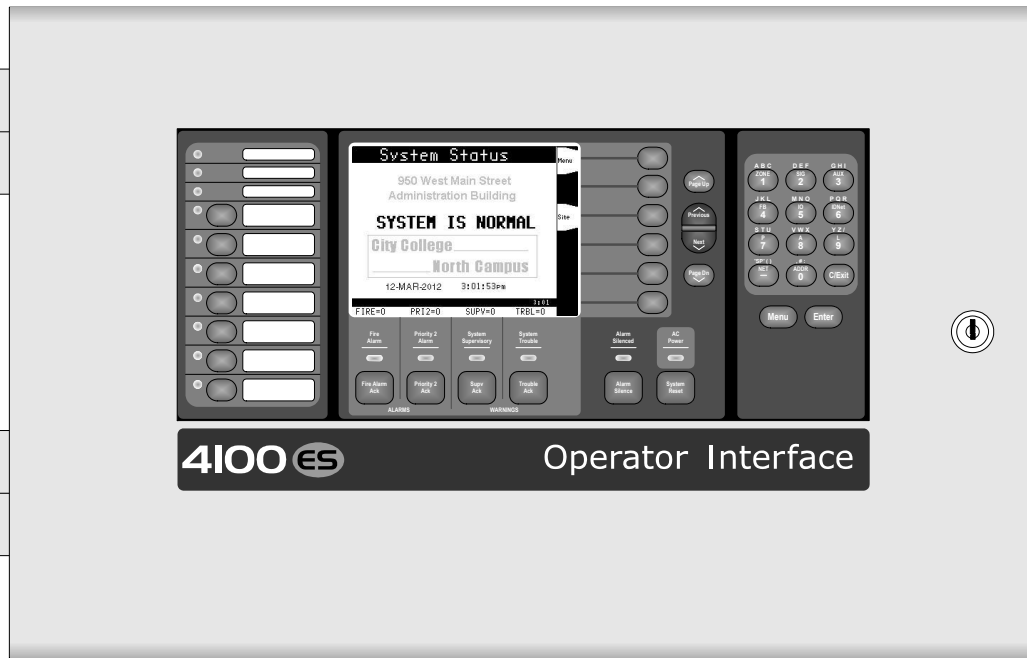 System Status
Menu
950 West Main Street
Administration Building
SYSTEM IS NORMAL
Site
City College
North Campus
12-MAR-2012 3:01:53PM
3:01
FIRE=0 PRI2=0 SUPV=0 TRBL=0
Fire Alarm
Priority 2 Alarm
System Supervisory
System Trouble
Alarm Silenced
AC Power
Fire Alarm Ack
Priority 2 Ack
Supv Ack
Trouble Ack
Alarm Silence
System Reset
ALARMS
WARNINGS
Page Up
Previous
Next
Page Dn
A B C
D E F
G H I
ZONE 1
SIG 2
AUX 3
J K L
M N O
P Q R
FB 4
IO 5
IDNet 6
S T U
V W X
Y Z /
P 7
A 8
L 9
"SP" ( )
, # :
NET –
ADDR 0
C/Exit
Menu
Enter
4100 ES
Operator Interface